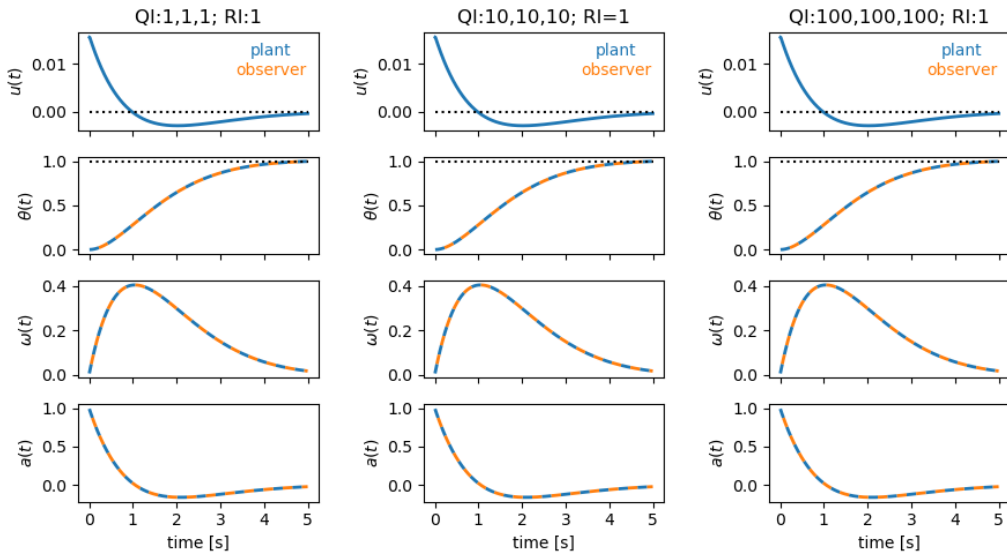 QI:1,1,1; RI:1
QI:10,10,10; RI=1
QI:100,100,100; RI:1
u(t)
0.01
0.00
plant
observer
u(t)
0.01
0.00
plant
observer
u(t)
0.01
0.00
plant
observer
θ(t)
1.0
0.5
0.0
θ(t)
1.0
0.5
0.0
θ(t)
1.0
0.5
0.0
ω(t)
0.4
0.2
0.0
ω(t)
0.4
0.2
0.0
ω(t)
0.4
0.2
0.0
a(t)
1.0
0.5
0.0
a(t)
1.0
0.5
0.0
a(t)
1.0
0.5
0.0
0 1 2 3 4 5
0 1 2 3 4 5
0 1 2 3 4 5
time [s]
time [s]
time [s]